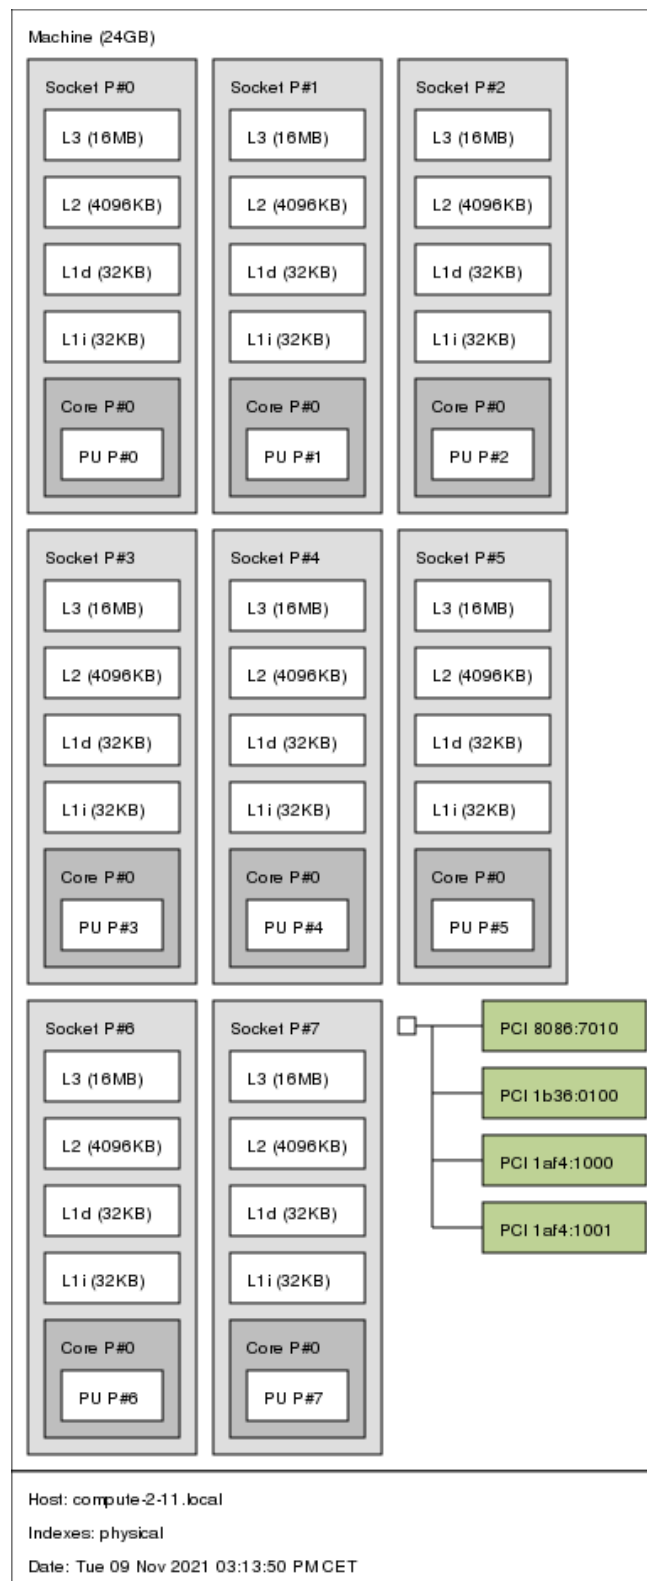 Machine (24GB)
Socket P#0
L3 (16MB)
L2 (4096KB)
L1d (32KB)
L1i (32KB)
Core P#0
PU P#0
Socket P#1
L3 (16MB)
L2 (4096KB)
L1d (32KB)
L1i (32KB)
Core P#0
PU P#1
Socket P#2
L3 (16MB)
L2 (4096KB)
L1d (32KB)
L1i (32KB)
Core P#0
PU P#2
Socket P#3
L3 (16MB)
L2 (4096KB)
L1d (32KB)
L1i (32KB)
Core P#0
PU P#3
Socket P#4
L3 (16MB)
L2 (4096KB)
L1d (32KB)
L1i (32KB)
Core P#0
PU P#4
Socket P#5
L3 (16MB)
L2 (4096KB)
L1d (32KB)
L1i (32KB)
Core P#0
PU P#5
Socket P#6
L3 (16MB)
L2 (4096KB)
L1d (32KB)
L1i (32KB)
Core P#0
PU P#6
Socket P#7
L3 (16MB)
L2 (4096KB)
L1d (32KB)
L1i (32KB)
Core P#0
PU P#7
PCI 8086:7010
PCI 1b36:0100
PCI 1af4:1000
PCI 1af4:1001
Host: compute-2-11.local
Indexes: physical
Date: Tue 09 Nov 2021 03:13:50 PM CET